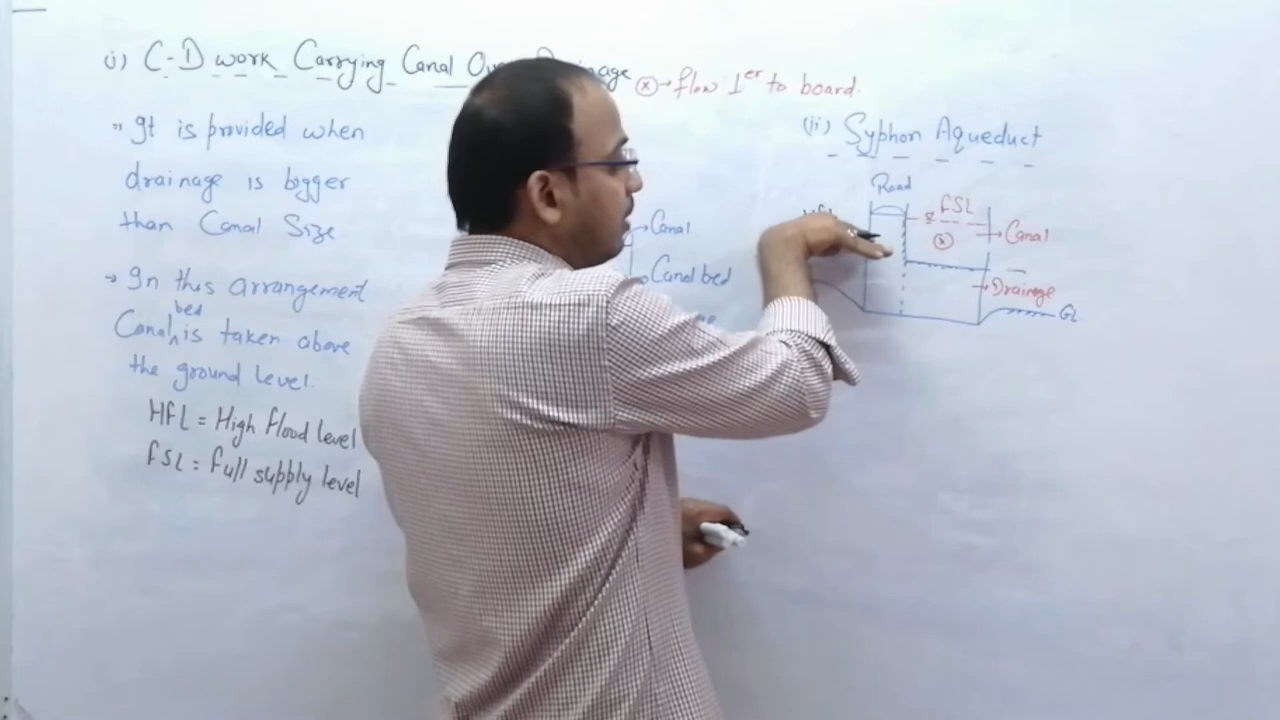 (i) C-D work Carrying Canal
⊗→flow ⊥er to board.
" It is provided when
drainage is bigger
than Canal Size.
→ In this arrangement
bed
Canal is taken above
the ground level.
HFL = High flood level
FSL = full supply level
Canal
Canal bed
(ii) Syphon Aqueduct
Road
FSL
Canal
Drainage
GL